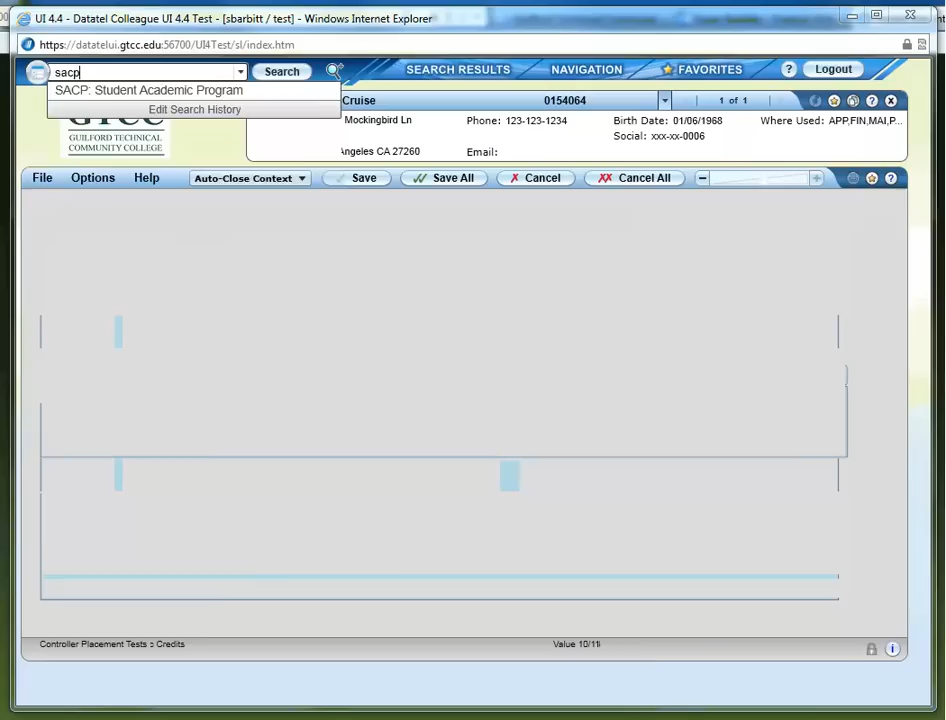 UI 4.4 - Datatel Colleague UI 4.4 Test - [sbarbitt / test] - Windows Internet Explorer
https://datatelui.gtcc.edu:56700/UI4Test/sl/index.htm
sacp
Search
SEARCH RESULTS
NAVIGATION
FAVORITES
?
Logout
SACP: Student Academic Program
Edit Search History
Cruise
0154064
1 of 1
GTCC
GUILFORD TECHNICAL
COMMUNITY COLLEGE
Mockingbird Ln
Phone: 123-123-1234
Birth Date: 01/06/1968
Where Used: APP,FIN,MAI,P...
Social: xxx-xx-0006
Angeles CA 27260
Email:
File
Options
Help
Auto-Close Context
Save
Save All
Cancel
Cancel All
Controller Placement Tests
Credits
Value 10/11